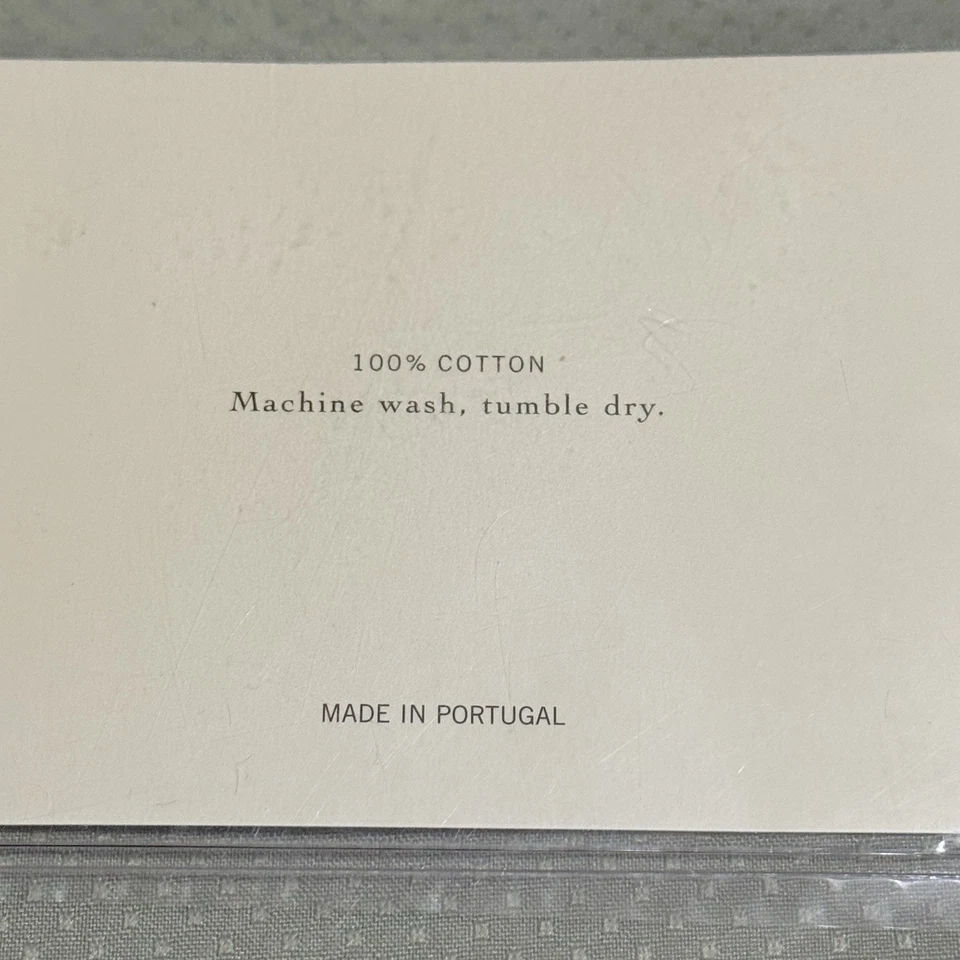 100% COTTON
Machine wash, tumble dry.
MADE IN PORTUGAL